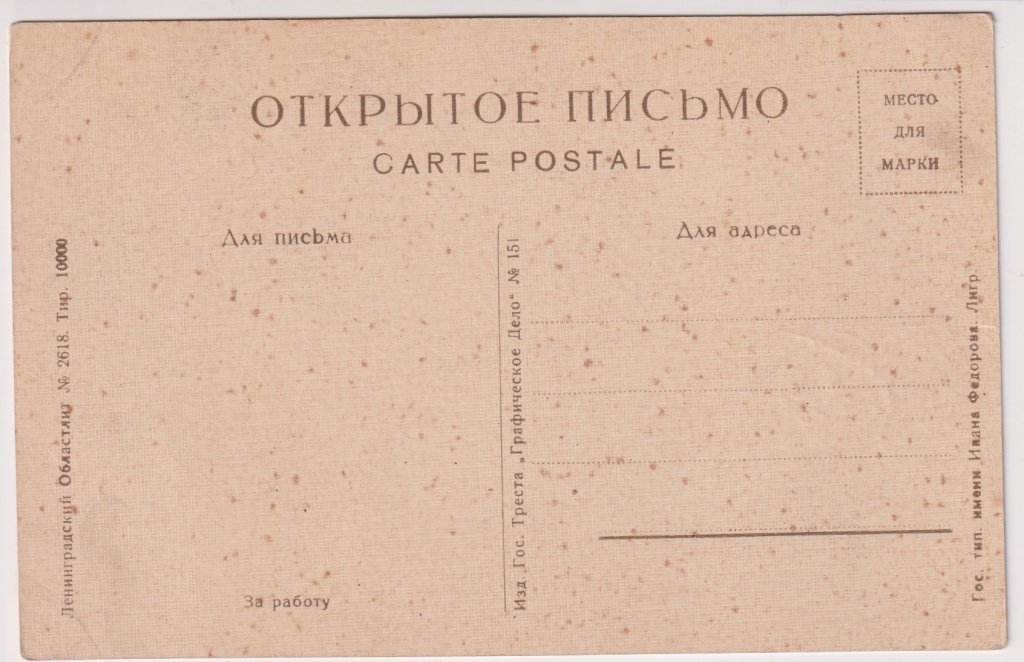 ОТКРЫТОЕ ПИСЬМО
CARTE POSTALE
МЕСТО
ДЛЯ
МАРКИ
Для письма
Для адреса
Ленинградский Областлит № 2618. Тир. 10000
Изд. Гос. Треста „Графическое Дело“ № 151
Гос. тип. имени Ивана Федорова. Лнгр.
За работу